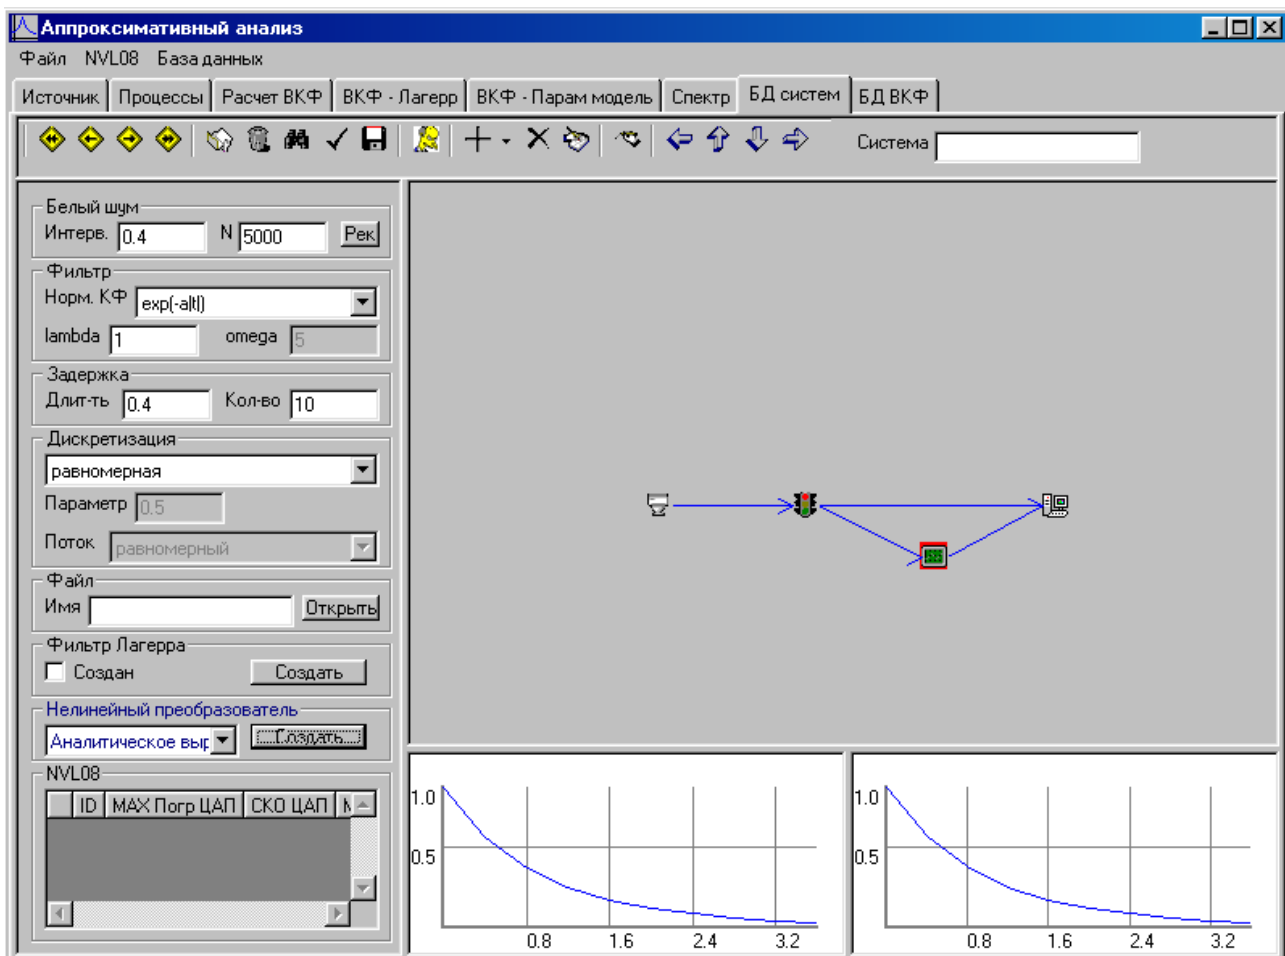 Аппроксимативный анализ
Файл NVL08 База данных
Источник Процессы Расчет ВКФ ВКФ - Лагерр ВКФ - Парам модель Спектр БД систем БД ВКФ
Система
Белый шум
Интерв. 0.4 N 5000 Рек
Фильтр
Норм. КФ exp(-a|t|)
lambda 1 omega 5
Задержка
Длит-ть 0.4 Кол-во 10
Дискретизация
равномерная
Параметр 0.5
Поток равномерный
Файл
Имя Открыть
Фильтр Лагерра
Создан Создать
Нелинейный преобразователь
Аналитическое выр Создать
NVL08
ID МАХ Погр ЦАП СКО ЦАП
1.0
0.5
0.8 1.6 2.4 3.2
1.0
0.5
0.8 1.6 2.4 3.2